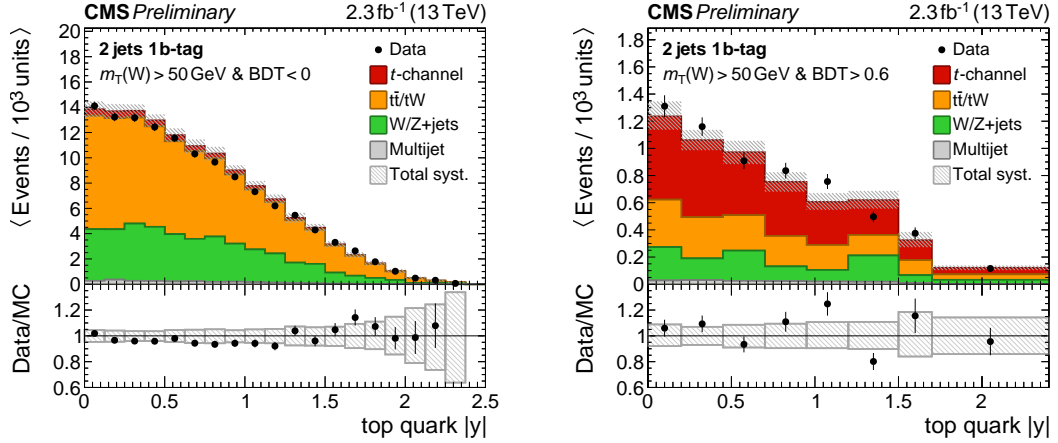 CMS Preliminary 2.3 fb⁻¹ (13 TeV)
⟨ Events / 10³ units ⟩
20
18
16
14
12
10
8
6
4
2
0
2 jets 1 b-tag
m_T(W) > 50 GeV & BDT < 0
Data
t-channel
tt̄/tW
W/Z+jets
Multijet
Total syst.
Data/MC
1.2
1
0.8
0.6
0 0.5 1 1.5 2 2.5
top quark |y|
CMS Preliminary 2.3 fb⁻¹ (13 TeV)
⟨ Events / 10³ units ⟩
1.8
1.6
1.4
1.2
1
0.8
0.6
0.4
0.2
0
2 jets 1 b-tag
m_T(W) > 50 GeV & BDT > 0.6
Data
t-channel
tt̄/tW
W/Z+jets
Multijet
Total syst.
Data/MC
1.2
1
0.8
0.6
0 0.5 1 1.5 2
top quark |y|